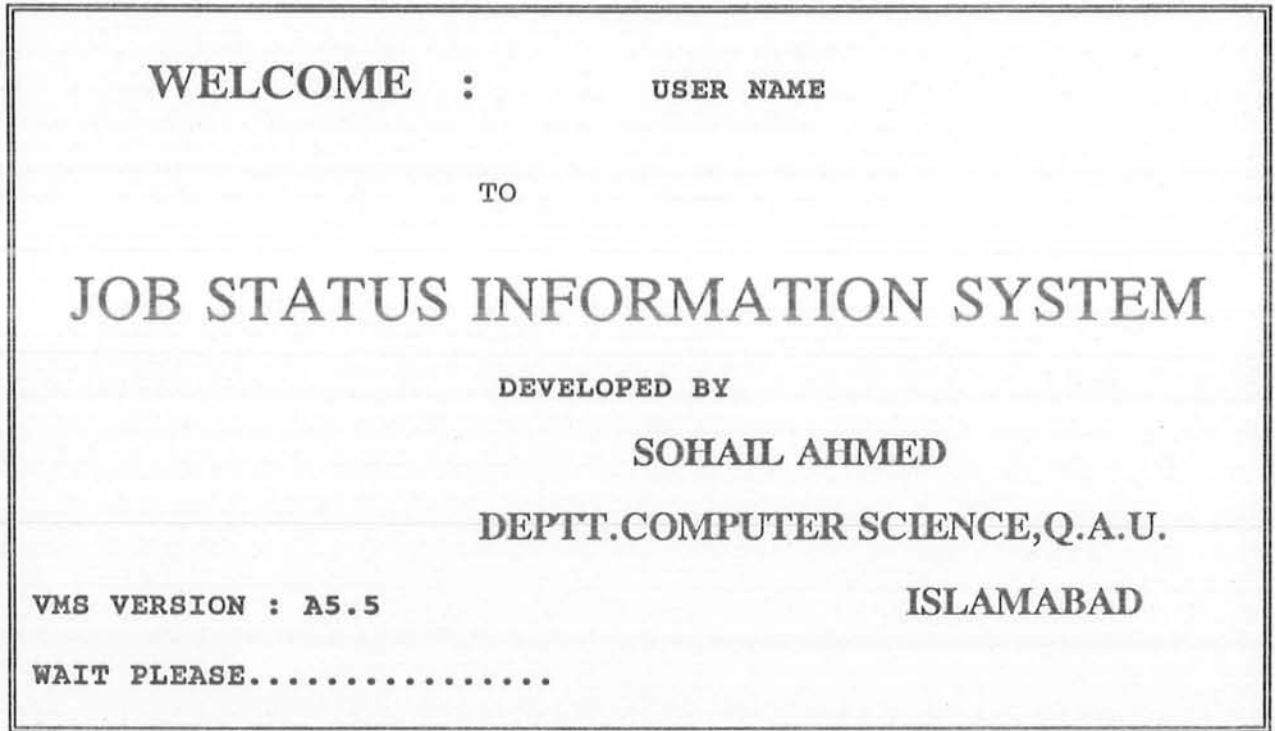 WELCOME : USER NAME
TO
JOB STATUS INFORMATION SYSTEM
DEVELOPED BY
SOHAIL AHMED
DEPTT.COMPUTER SCIENCE,Q.A.U.
VMS VERSION : A5.5 ISLAMABAD
WAIT PLEASE................